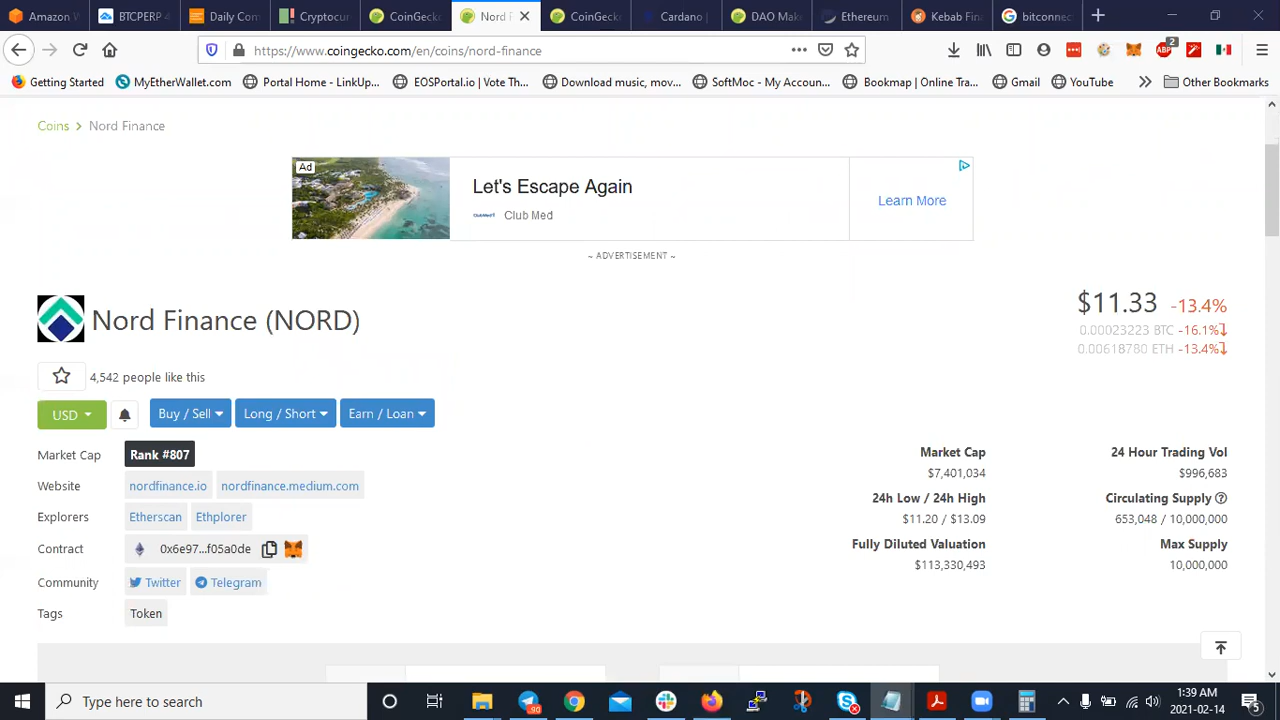 Amazon W
BTCPERP 4
Daily Com
Cryptocur
CoinGeck
Nord F
CoinGeck
Cardano |
DAO Make
Ethereum
Kebab Fina
bitconnect
https://www.coingecko.com/en/coins/nord-finance
2
Getting Started
MyEtherWallet.com
Portal Home - LinkUp...
EOSPortal.io | Vote Th...
Download music, mov...
SoftMoc - My Accoun...
Bookmap | Online Tra...
Gmail
YouTube
Other Bookmarks
Coins > Nord Finance
Ad
Let's Escape Again
ClubMed
Club Med
Learn More
~ ADVERTISEMENT ~
Nord Finance (NORD)
$11.33 -13.4%
0.00023223 BTC -16.1%
0.00618780 ETH -13.4%
4,542 people like this
USD
Buy / Sell
Long / Short
Earn / Loan
Market Cap Rank #807
Website nordfinance.io nordfinance.medium.com
Explorers Etherscan Ethplorer
Contract 0x6e97...f05a0de
Community Twitter Telegram
Tags Token
Market Cap
$7,401,034
24 Hour Trading Vol
$996,683
24h Low / 24h High
$11.20 / $13.09
Circulating Supply
653,048 / 10,000,000
Fully Diluted Valuation
$113,330,493
Max Supply
10,000,000
Type here to search
90
1:39 AM
2021-02-14
5